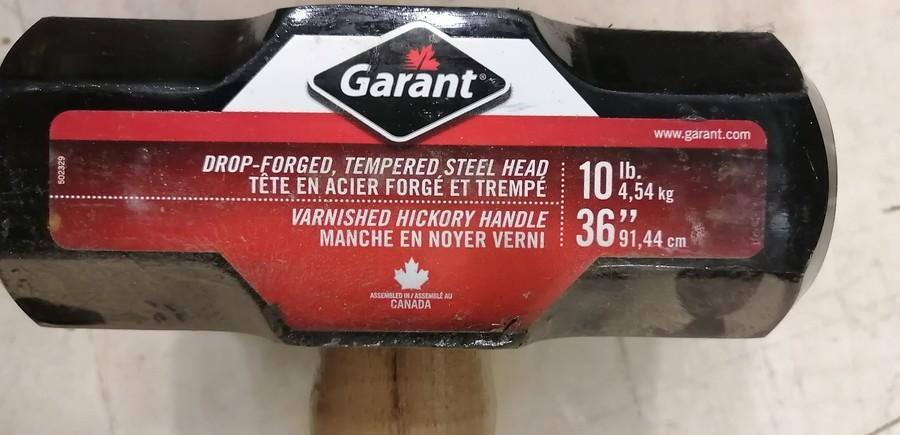 Garant®
www.garant.com
502329
DROP-FORGED, TEMPERED STEEL HEAD
TÊTE EN ACIER FORGÉ ET TREMPÉ
10 lb.
4,54 kg
VARNISHED HICKORY HANDLE
MANCHE EN NOYER VERNI
36”
91,44 cm
ASSEMBLED IN / ASSEMBLÉ AU
CANADA